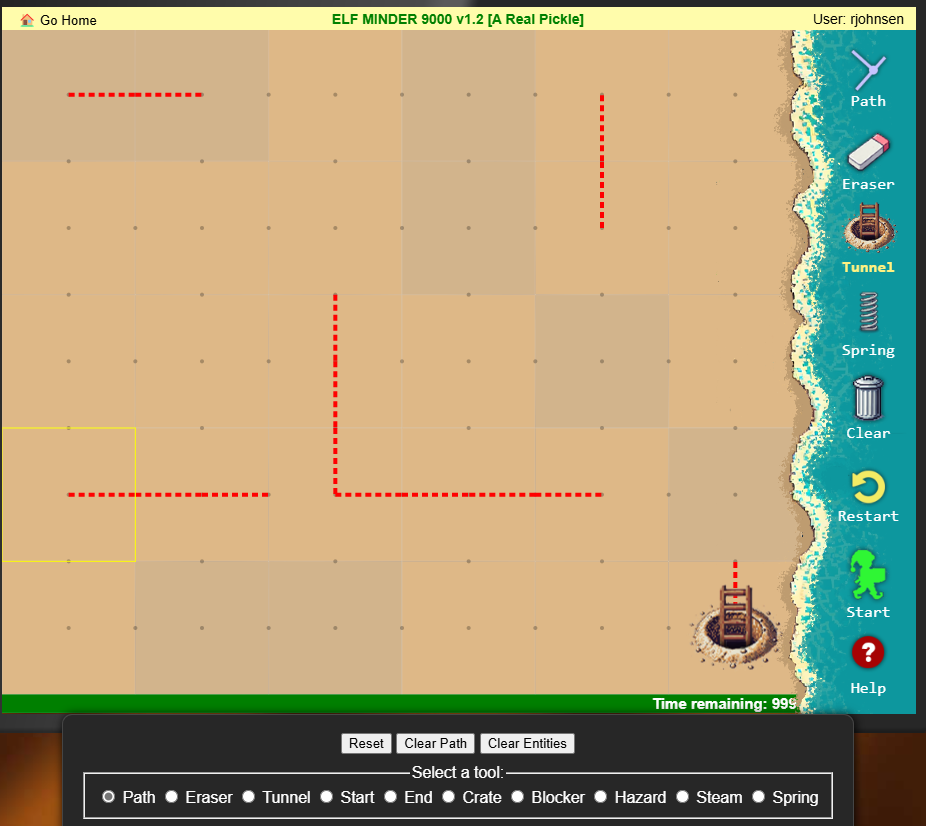 Go Home
ELF MINDER 9000 v1.2 [A Real Pickle]
User: rjohnsen
Path
Eraser
Tunnel
Spring
Clear
Restart
Start
?
Help
Time remaining: 999
Reset Clear Path Clear Entities
Select a tool:
Path Eraser Tunnel Start End Crate Blocker Hazard Steam Spring